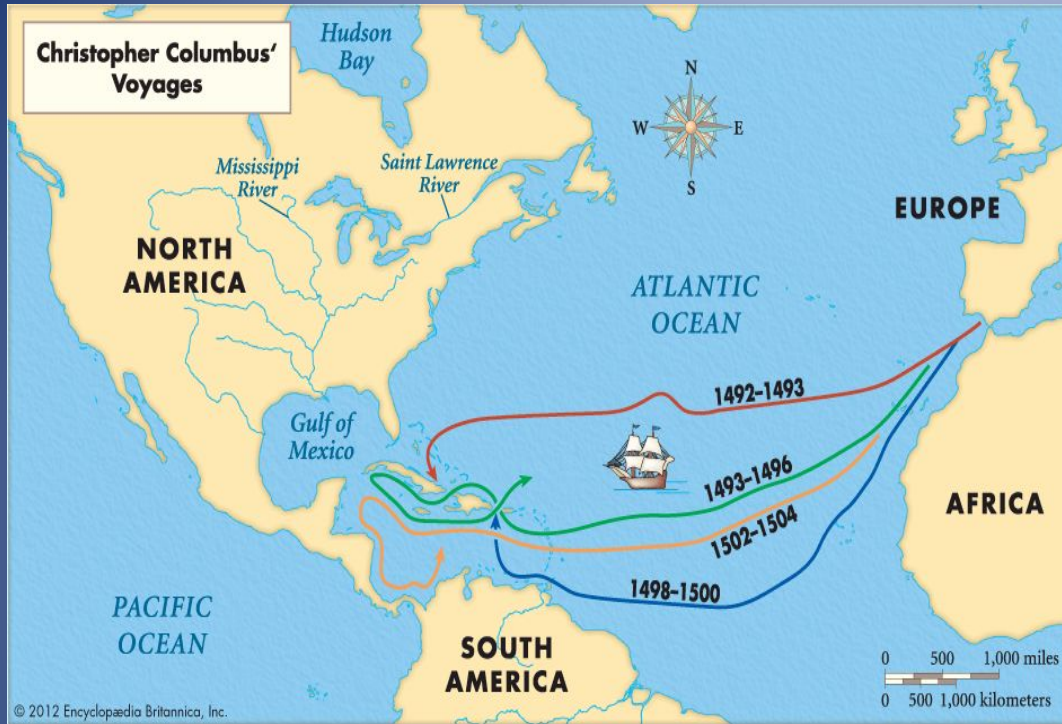 Christopher Columbus‘
Voyages
Hudson
Bay
N
W
E
S
Mississippi
River
Saint Lawrence
River
EUROPE
NORTH
AMERICA
ATLANTIC
OCEAN
1492–1493
Gulf of
Mexico
1493–1496
AFRICA
1502–1504
1498–1500
PACIFIC
OCEAN
SOUTH
AMERICA
0 500 1,000 miles
0 500 1,000 kilometers
© 2012 Encyclopædia Britannica, Inc.